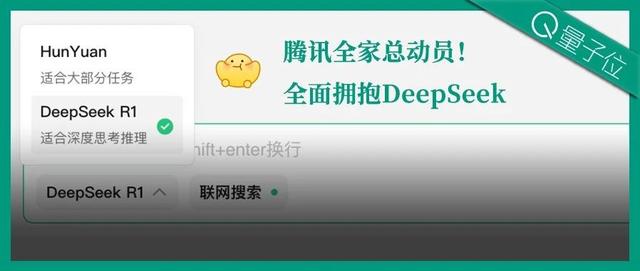 量子位
HunYuan
适合大部分任务
DeepSeek R1
适合深度思考推理
腾讯全家总动员！
全面拥抱DeepSeek
hift+enter换行
DeepSeek R1
联网搜索